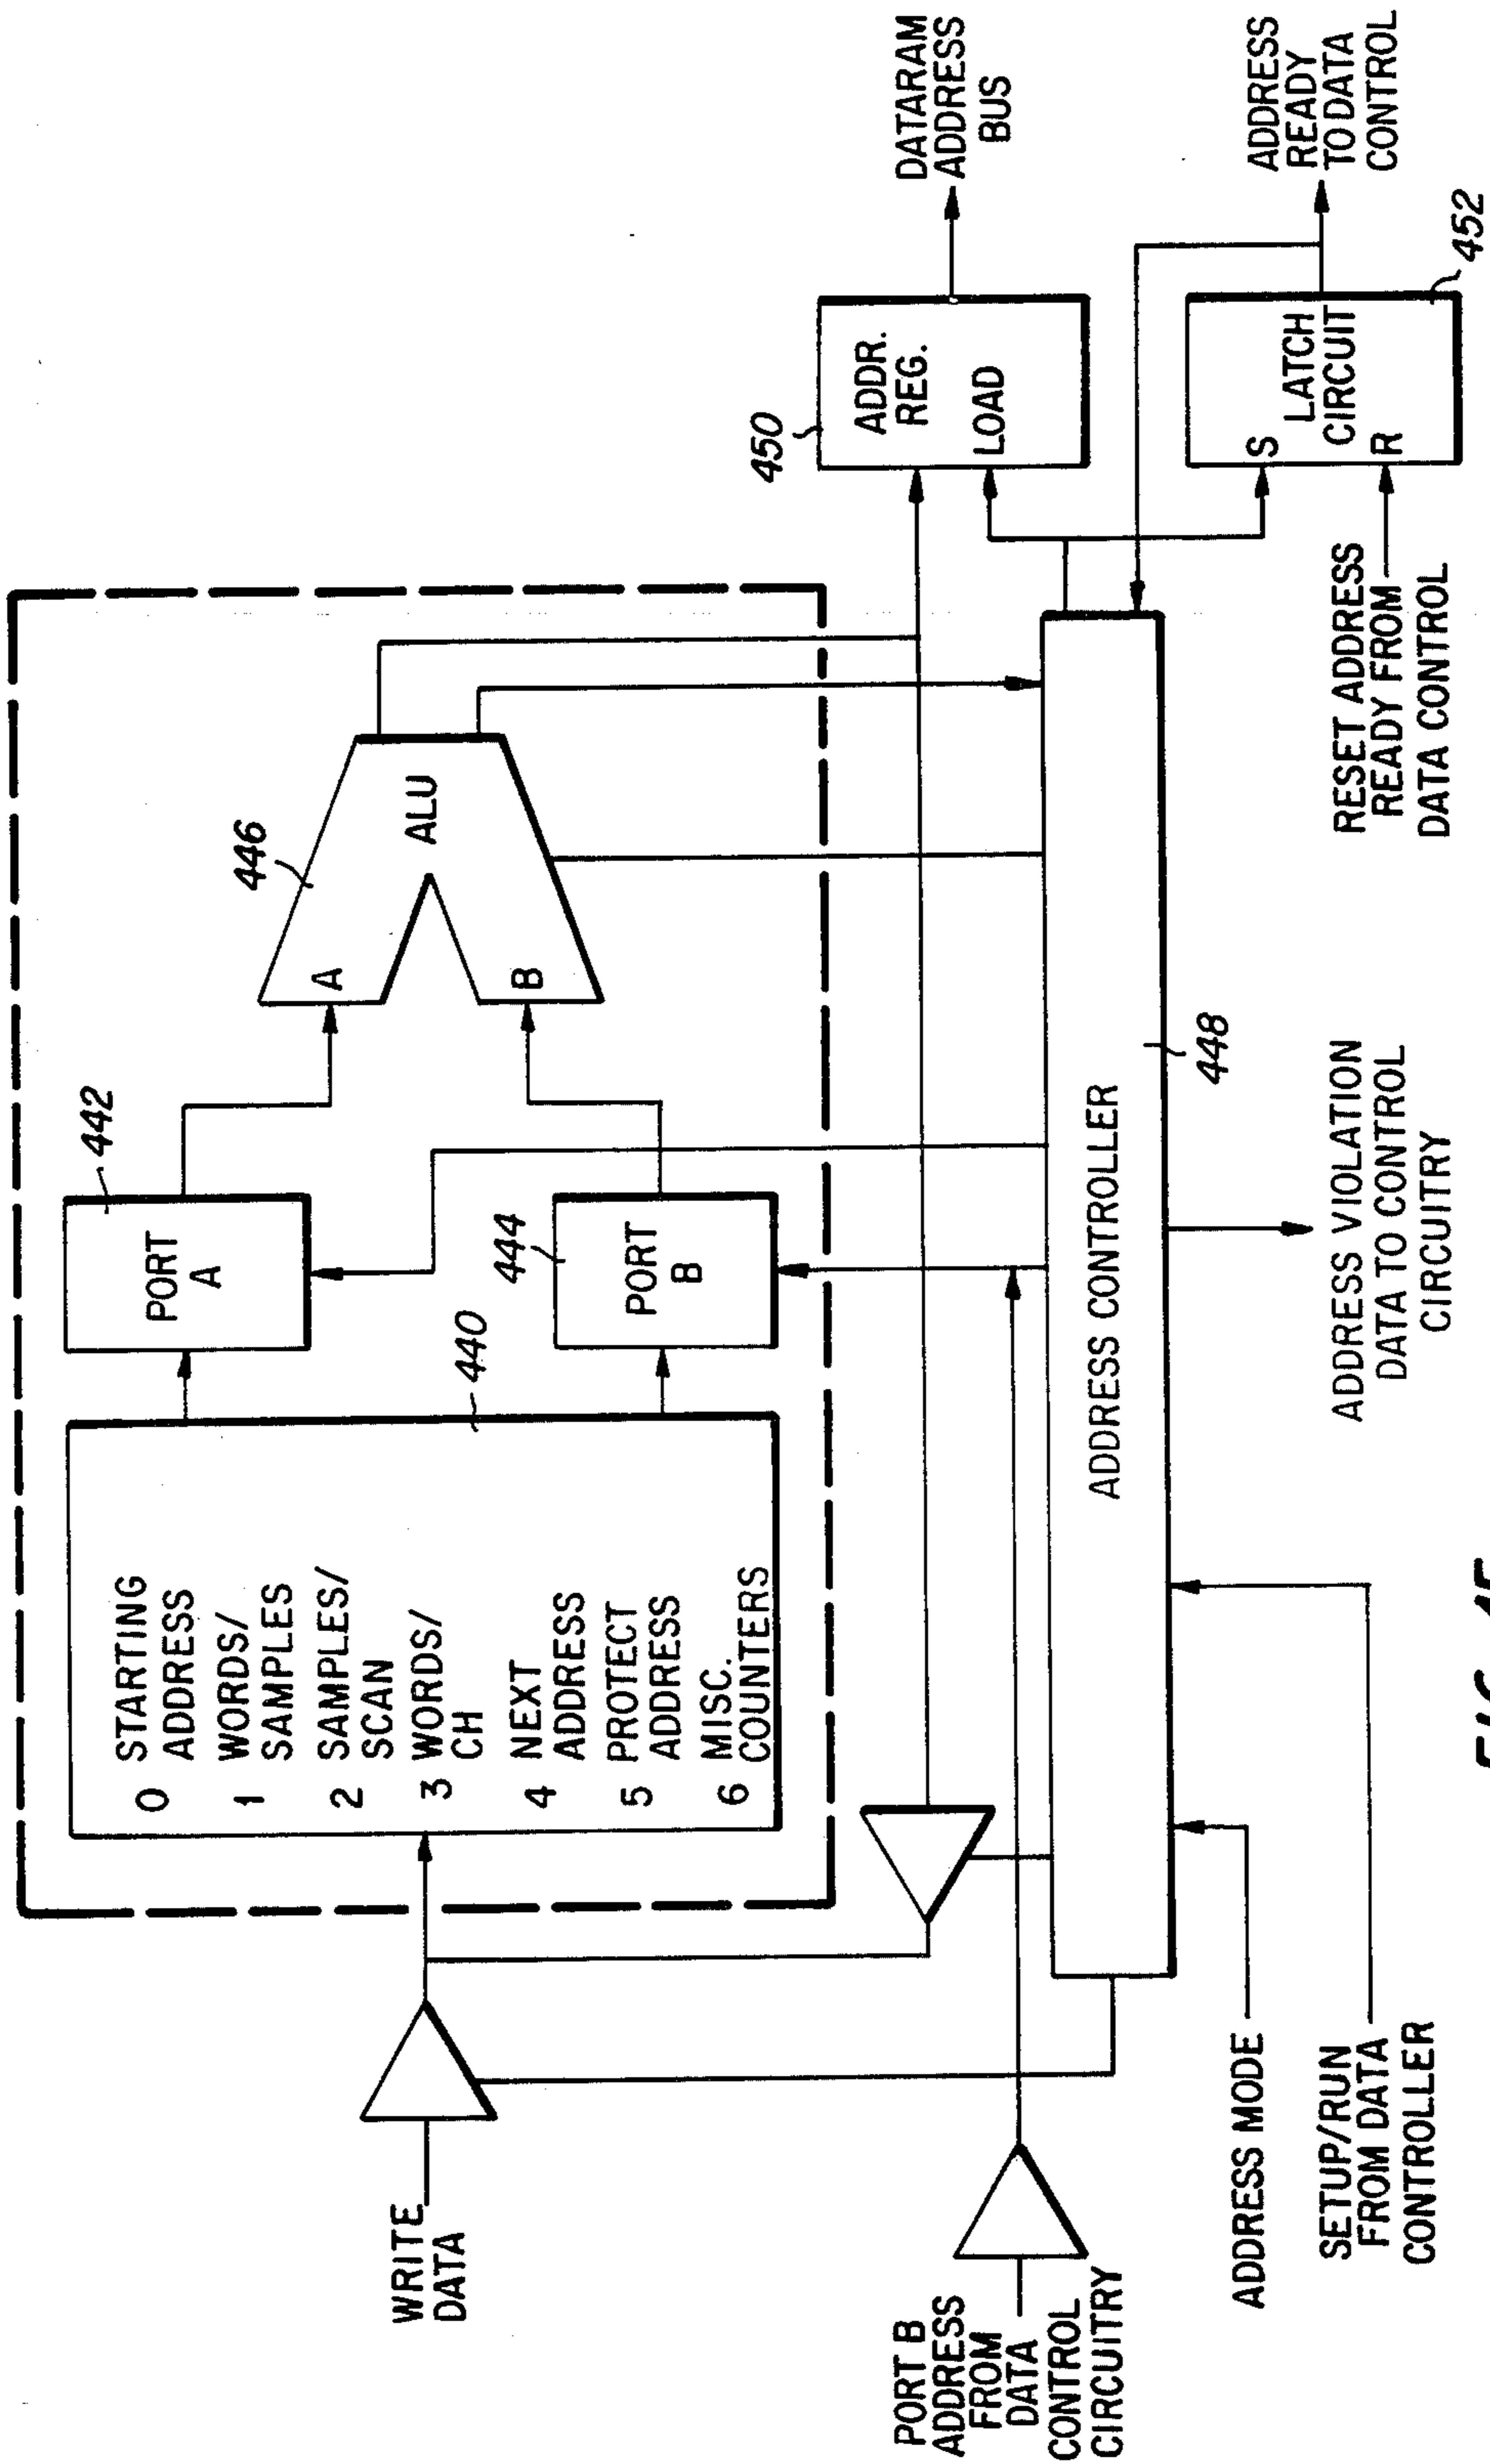 WRITE
DATA
PORT B
ADDRESS
FROM
DATA
CONTROL
CIRCUITRY
ADDRESS MODE
SETUP/RUN
FROM DATA
CONTROLLER
0 STARTING
ADDRESS
1 WORDS/
SAMPLES
2 SAMPLES/
SCAN
3 WORDS/
CH
4 NEXT
ADDRESS
5 PROTECT
ADDRESS
6 MISC.
COUNTERS
440
442
PORT
A
444
PORT
B
446
A
B
ALU
ADDRESS CONTROLLER
448
ADDRESS VIOLATION
DATA TO CONTROL
CIRCUITRY
450
ADDR.
REG.
LOAD
DATARAM
ADDRESS
BUS
RESET ADDRESS
READY FROM
DATA CONTROL
S
LATCH
CIRCUIT
R
452
ADDRESS
READY
TO DATA
CONTROL